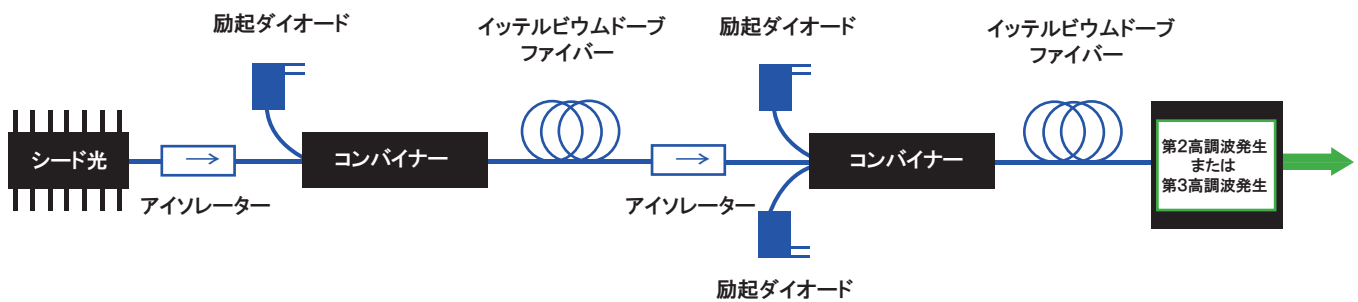 励起ダイオード
イッテルビウムドープ
ファイバー
励起ダイオード
イッテルビウムドープ
ファイバー
シード光
コンバイナー
コンバイナー
第2高調波発生
または
第3高調波発生
アイソレーター
アイソレーター
励起ダイオード